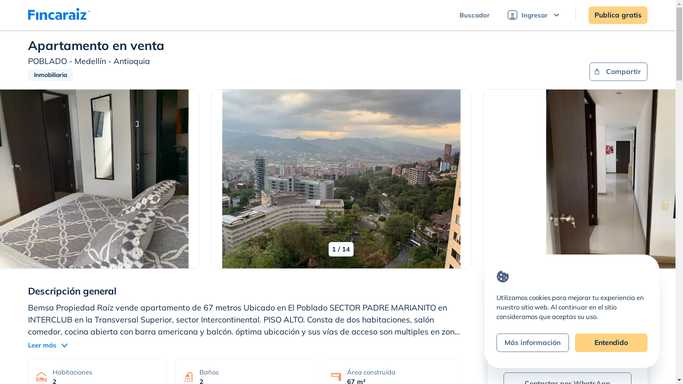 Fincaraiz
Buscador
Ingresar
Publica gratis
Apartamento en venta
POBLADO - Medellín - Antioquia
Inmobiliaria
Compartir
1 / 14
Descripción general
Bemsa Propiedad Raíz vende apartamento de 67 metros Ubicado en El Poblado SECTOR PADRE MARIANITO en
INTERCLUB en la Transversal Superior, sector Intercontinental. PISO ALTO. Consta de dos habitaciones, salón
comedor, cocina abierta con barra americana y balcón. óptima ubicación y sus vías de acceso son multiples en zon...
Leer más
Habitaciones
2
Baños
2
Área construida
67 m²
Utilizamos cookies para mejorar tu experiencia en
nuestro sitio web. Al continuar en el sitio
consideramos que aceptas su uso.
Más información
Entendido
Contactar por WhatsApp